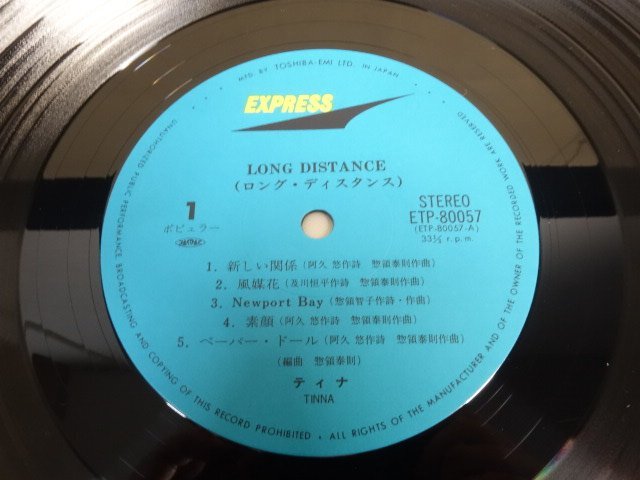 MFD. BY TOSHIBA-EMI LTD. IN JAPAN
EXPRESS
LONG DISTANCE
(ロング・ディスタンス)
1
ポピュラー
JASRAC
STEREO
ETP-80057
(ETP-80057-A)
33⅓ r.p.m.
1. 新しい関係(阿久 悠作詩 惣領泰則作曲)
2. 風媒花(及川恒平作詩 惣領泰則作曲)
3. Newport Bay(惣領智子作詩・作曲)
4. 素顔(阿久 悠作詩 惣領泰則作曲)
5. ペーパー・ドール(阿久 悠作詩 惣領泰則作曲)
(編曲 惣領泰則)
ティナ
TINNA
UNAUTHORIZED PUBLIC PERFORMANCE, BROADCASTING AND COPYING OF THIS RECORD PROHIBITED • ALL RIGHTS OF THE MANUFACTURER AND OF THE OWNER OF THE RECORDED WORK ARE RESERVED